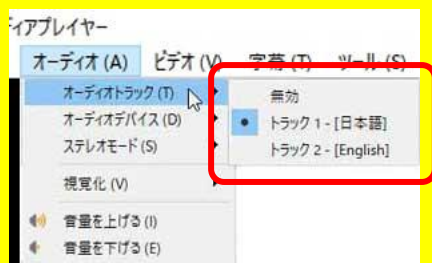 ィアプレイヤー
オーディオ (A) ビデオ (V) 字幕 (T) ツール (S)
オーディオトラック (T)
無効
オーディオデバイス (D)
トラック 1 - [日本語]
ステレオモード (S)
トラック 2 - [English]
視覚化 (V)
音量を上げる (I)
音量を下げる (E)